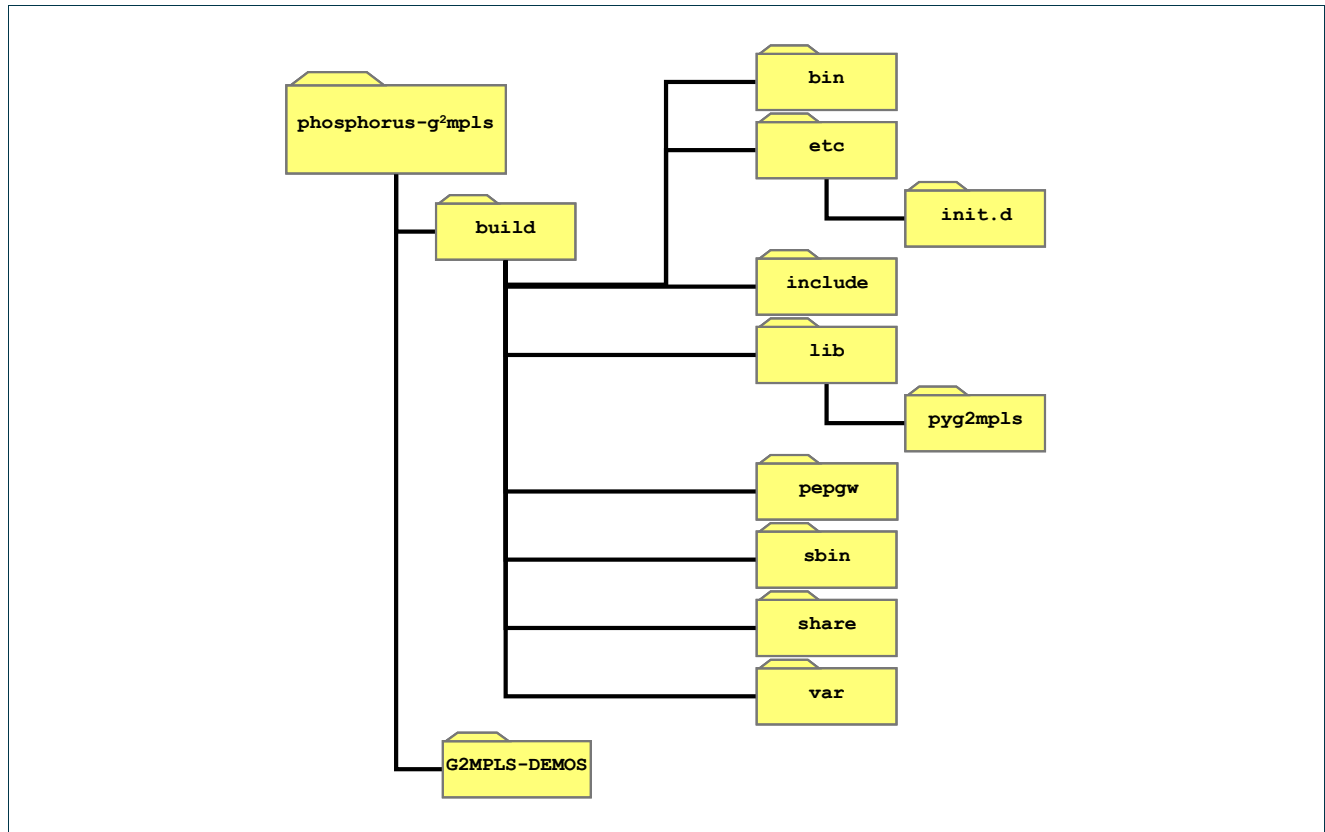 phosphorus-g²mpls
build
bin
etc
init.d
include
lib
pyg2mpls
pepgw
sbin
share
var
G2MPLS-DEMOS